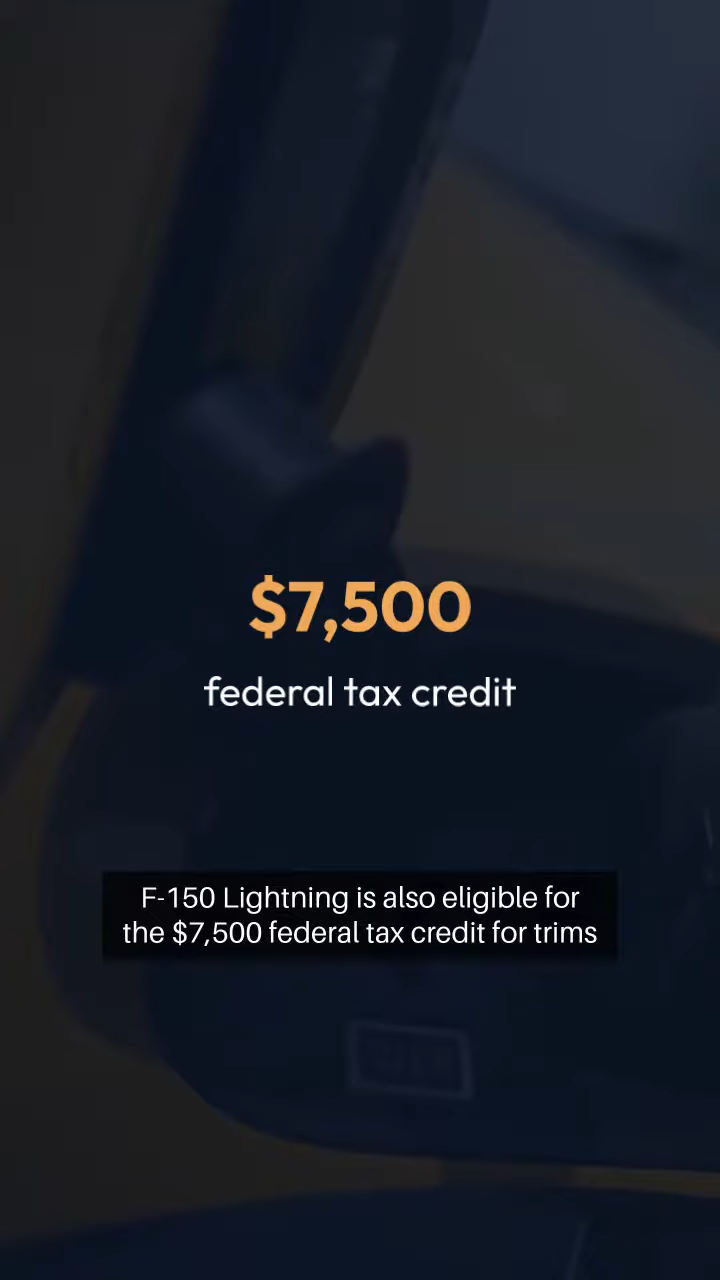 $7,500
federal tax credit
F-150 Lightning is also eligible for
the $7,500 federal tax credit for trims